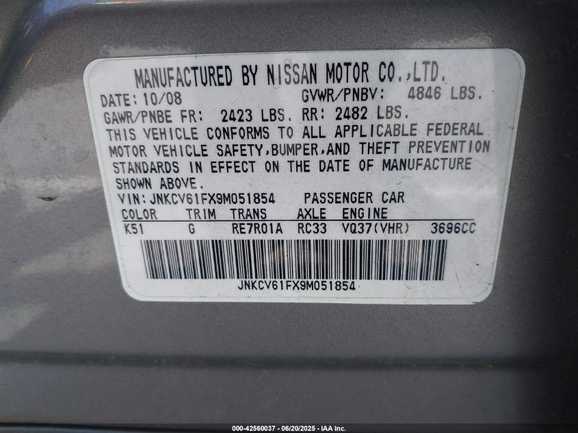 MANUFACTURED BY NISSAN MOTOR CO.,LTD.
DATE: 10/08 GVWR/PNBV: 4846 LBS.
GAWR/PNBE FR: 2423 LBS. RR: 2482 LBS.
THIS VEHICLE CONFORMS TO ALL APPLICABLE FEDERAL
MOTOR VEHICLE SAFETY,BUMPER,AND THEFT PREVENTION
STANDARDS IN EFFECT ON THE DATE OF MANUFACTURE
SHOWN ABOVE.
VIN: JNKCV61FX9M051854 PASSENGER CAR
COLOR TRIM TRANS AXLE ENGINE
K51 G RE7R01A RC33 VQ37(VHR) 3696CC
JNKCV61FX9M051854
000-42560037 - 06/20/2025 - IAA Inc.